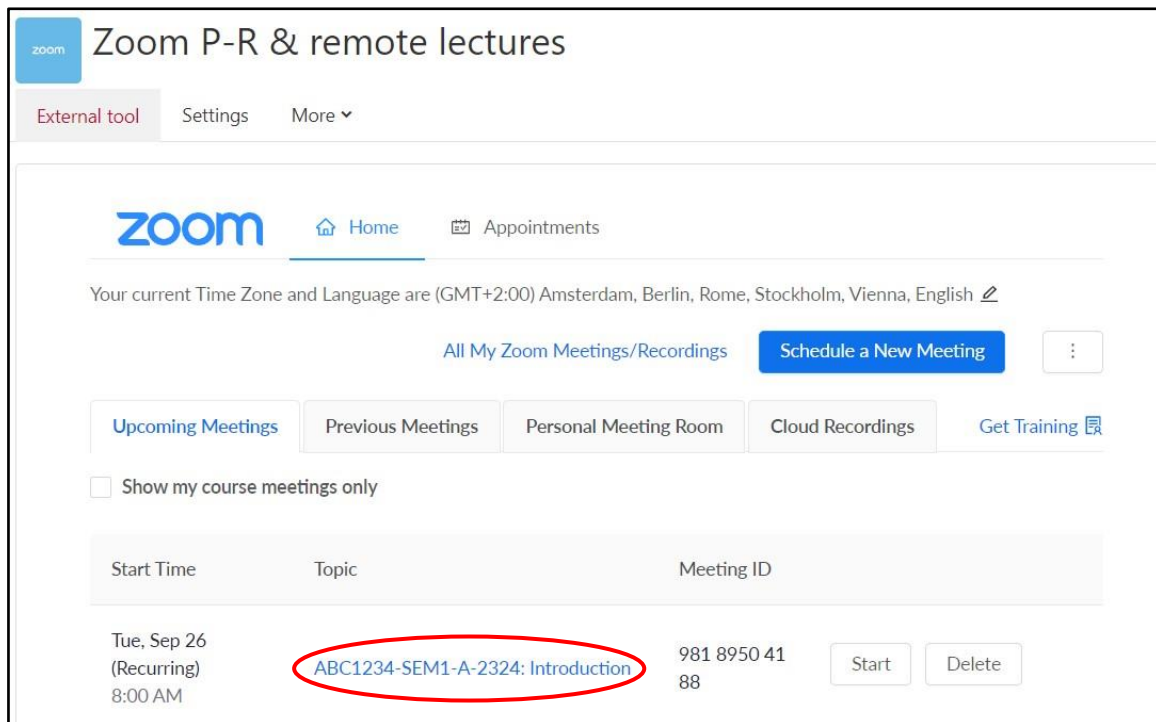 zoom
Zoom P-R & remote lectures
External tool Settings More
zoom Home Appointments
Your current Time Zone and Language are (GMT+2:00) Amsterdam, Berlin, Rome, Stockholm, Vienna, English
All My Zoom Meetings/Recordings Schedule a New Meeting
Upcoming Meetings Previous Meetings Personal Meeting Room Cloud Recordings Get Training
Show my course meetings only
Start Time Topic Meeting ID
Tue, Sep 26
(Recurring)
8:00 AM
ABC1234-SEM1-A-2324: Introduction
981 8950 41
88
Start Delete